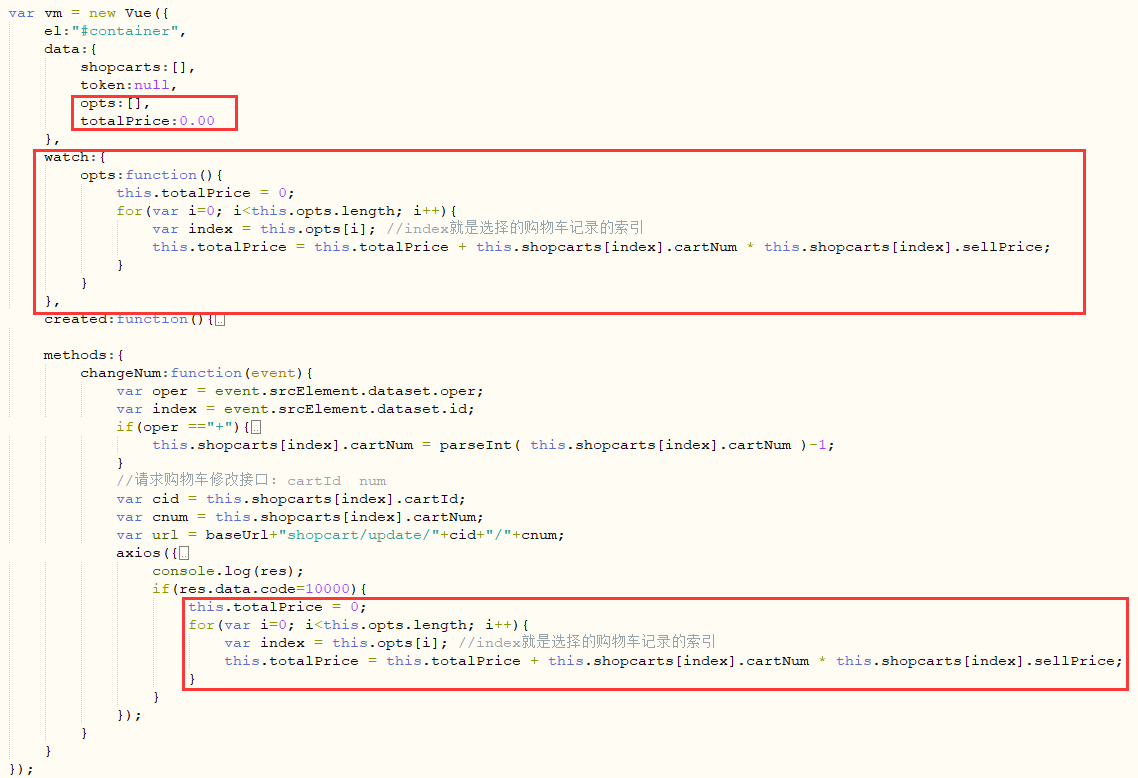 var vm = new Vue({
    el:"#container",
    data:{
        shopcarts:[],
        token:null,
        opts:[],
        totalPrice:0.00
    },
    watch:{
        opts:function(){
            this.totalPrice = 0;
            for(var i=0; i<this.opts.length; i++){
                var index = this.opts[i]; //index就是选择的购物车记录的索引
                this.totalPrice = this.totalPrice + this.shopcarts[index].cartNum * this.shopcarts[index].sellPrice;
            }
        }
    },
    created:function(){…
    methods:{
        changeNum:function(event){
            var oper = event.srcElement.dataset.oper;
            var index = event.srcElement.dataset.id;
            if(oper =="+"){…
                this.shopcarts[index].cartNum = parseInt( this.shopcarts[index].cartNum )-1;
            }
            //请求购物车修改接口: cartId  num
            var cid = this.shopcarts[index].cartId;
            var cnum = this.shopcarts[index].cartNum;
            var url = baseUrl+"shopcart/update/"+cid+"/"+cnum;
            axios({…
                console.log(res);
                if(res.data.code=10000){
                    this.totalPrice = 0;
                    for(var i=0; i<this.opts.length; i++){
                        var index = this.opts[i]; //index就是选择的购物车记录的索引
                        this.totalPrice = this.totalPrice + this.shopcarts[index].cartNum * this.shopcarts[index].sellPrice;
                    }
                }
            });
        }
    }
});